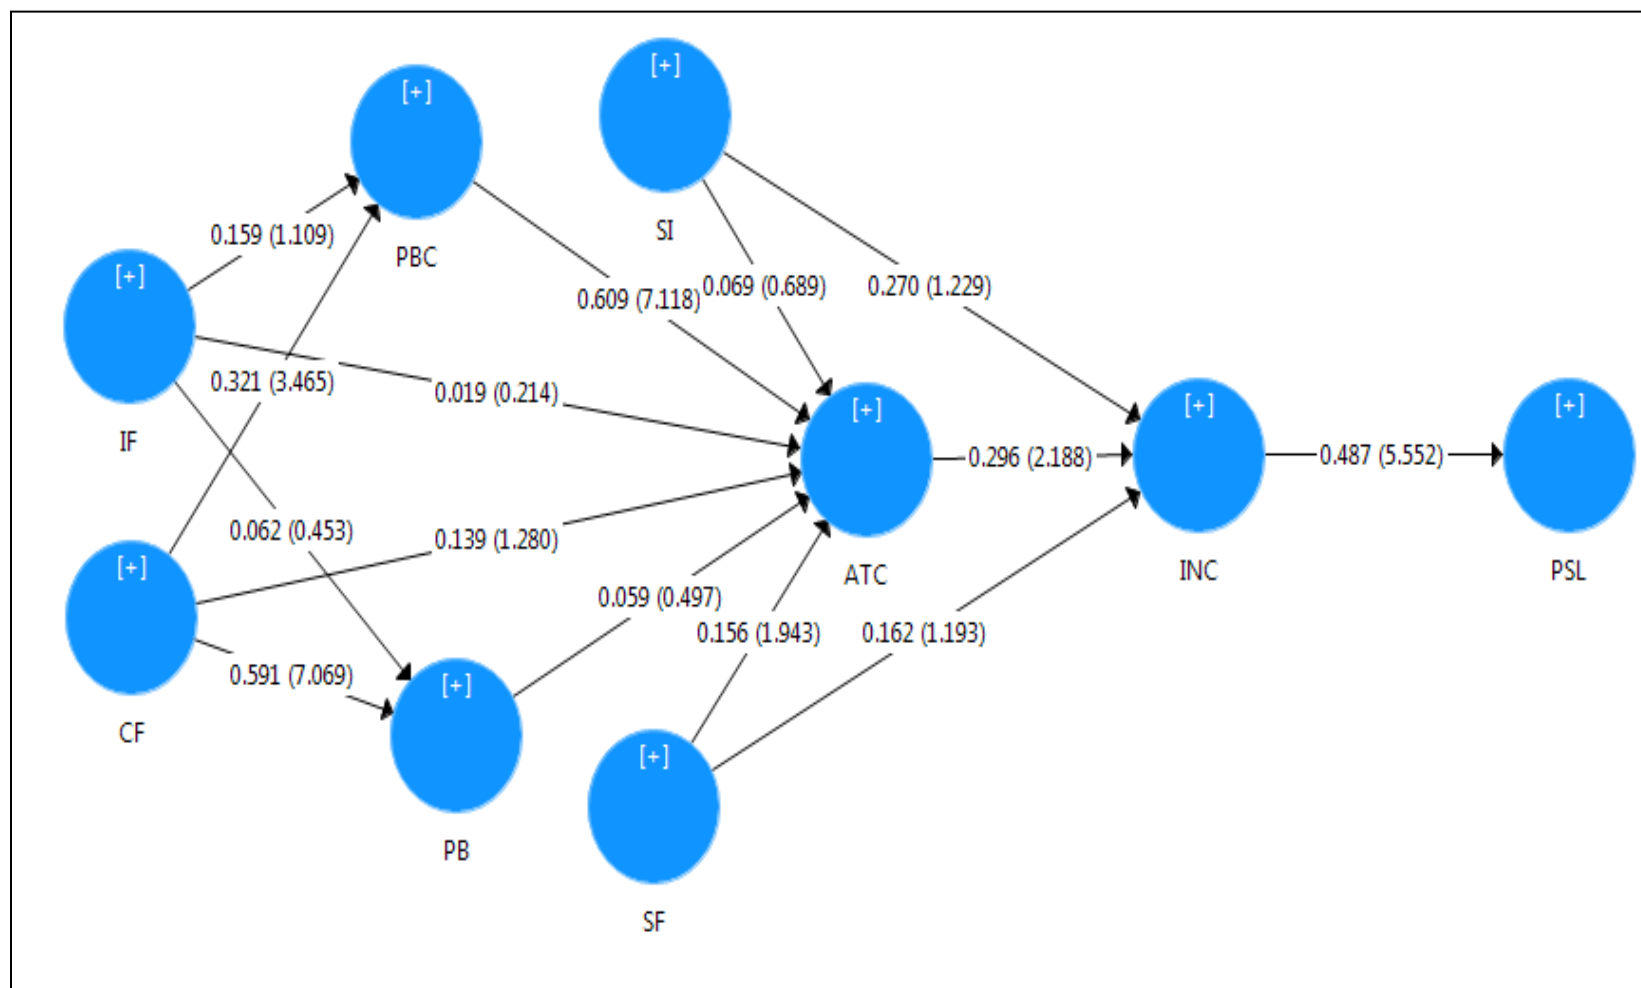 [+]
SI
[+]
PBC
0.159 (1.109)
[+]
IF
0.609 (7.118)
0.069 (0.689)
0.270 (1.229)
0.321 (3.465)
0.019 (0.214)
[+]
ATC
0.296 (2.188)
[+]
INC
0.487 (5.552)
[+]
PSL
0.062 (0.453)
0.139 (1.280)
[+]
CF
0.059 (0.497)
0.156 (1.943)
0.162 (1.193)
0.591 (7.069)
[+]
PB
[+]
SF